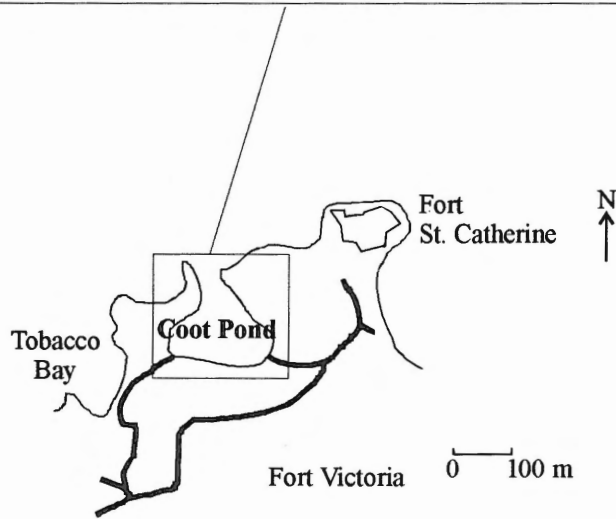 Fort
St. Catherine
N
Coot Pond
Tobacco
Bay
Fort Victoria
0 100 m